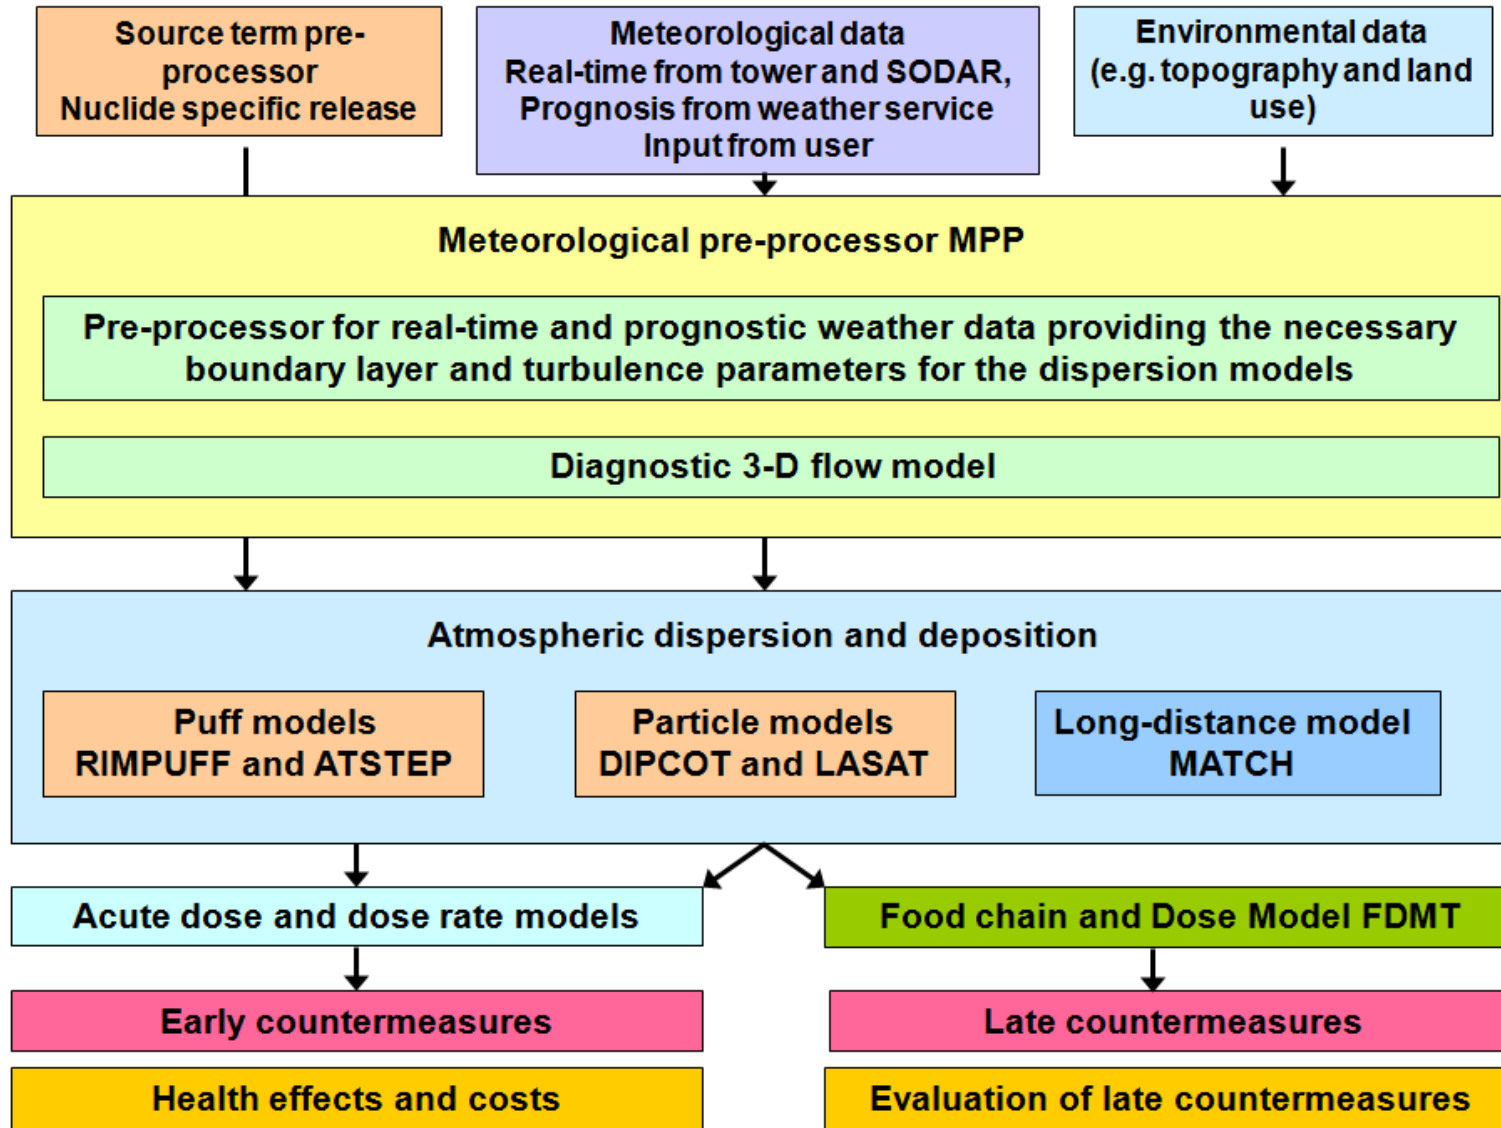 Source term pre-
processor
Nuclide specific release
Meteorological data
Real-time from tower and SODAR,
Prognosis from weather service
Input from user
Environmental data
(e.g. topography and land
use)
Meteorological pre-processor MPP
Pre-processor for real-time and prognostic weather data providing the necessary
boundary layer and turbulence parameters for the dispersion models
Diagnostic 3-D flow model
Atmospheric dispersion and deposition
Puff models
RIMPUFF and ATSTEP
Particle models
DIPCOT and LASAT
Long-distance model
MATCH
Acute dose and dose rate models
Food chain and Dose Model FDMT
Early countermeasures
Late countermeasures
Health effects and costs
Evaluation of late countermeasures